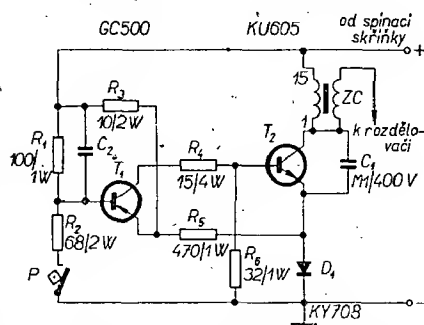 GC500
KU605
od spínací
skříňky
+
R3
10/2W
15
ZC
1
k rozdělo-
vači
R1
100/
1W
C2
T1
R4
15/4W
T2
C1
M1/400 V
R2
68/2W
R5
470/1W
R6
32/1W
D1
P
KY708
-